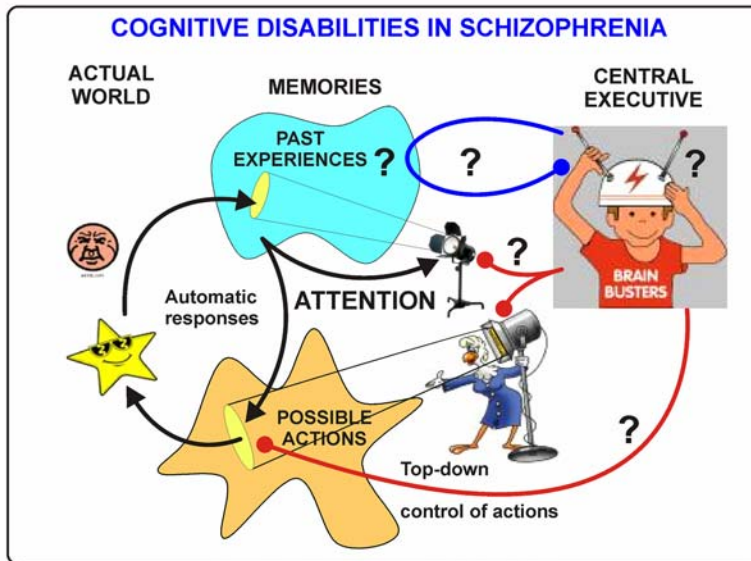 COGNITIVE DISABILITIES IN SCHIZOPHRENIA
ACTUAL
WORLD
MEMORIES
CENTRAL
EXECUTIVE
PAST
EXPERIENCES ?
?
?
?
BRAIN
BUSTERS
Automatic
responses
ATTENTION
POSSIBLE
ACTIONS
?
Top-down
control of actions